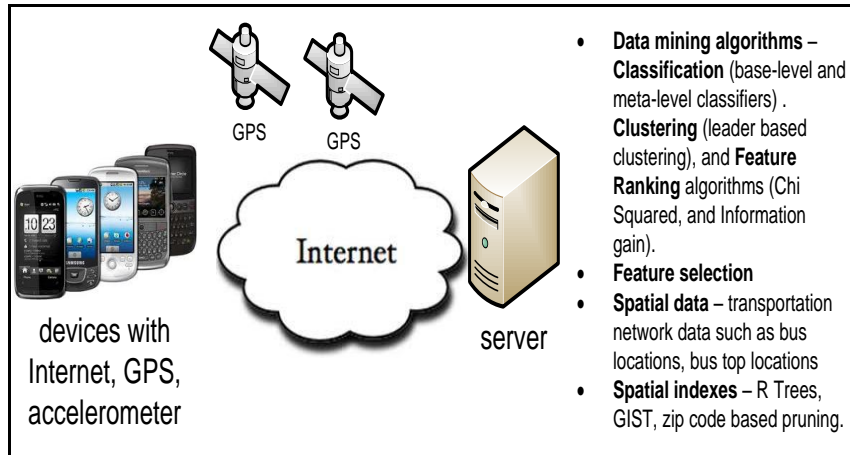 GPS
GPS
Internet
10 23
SAMSUNG
devices with
Internet, GPS,
accelerometer
server
• Data mining algorithms –
Classification (base-level and
meta-level classifiers) .
Clustering (leader based
clustering), and Feature
Ranking algorithms (Chi
Squared, and Information
gain).
• Feature selection
• Spatial data – transportation
network data such as bus
locations, bus top locations
• Spatial indexes – R Trees,
GIST, zip code based pruning.